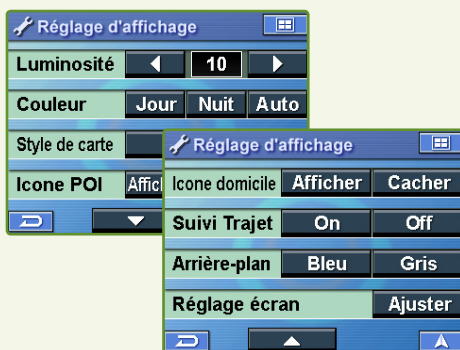 Réglage d'affichage
Luminosité 10
Couleur Jour Nuit Auto
Style de carte
Icone POI
Réglage d'affichage
Icone domicile Afficher Cacher
Suivi Trajet On Off
Arrière-plan Bleu Gris
Réglage écran Ajuster